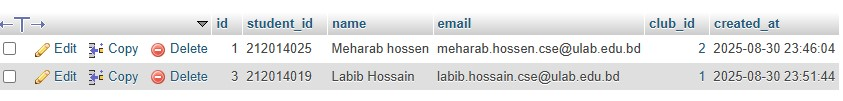 id student_id name email club_id created_at
Edit Copy Delete 1 212014025 Meharab hossen meharab.hossen.cse@ulab.edu.bd 2 2025-08-30 23:46:04
Edit Copy Delete 3 212014019 Labib Hossain labib.hossain.cse@ulab.edu.bd 1 2025-08-30 23:51:44